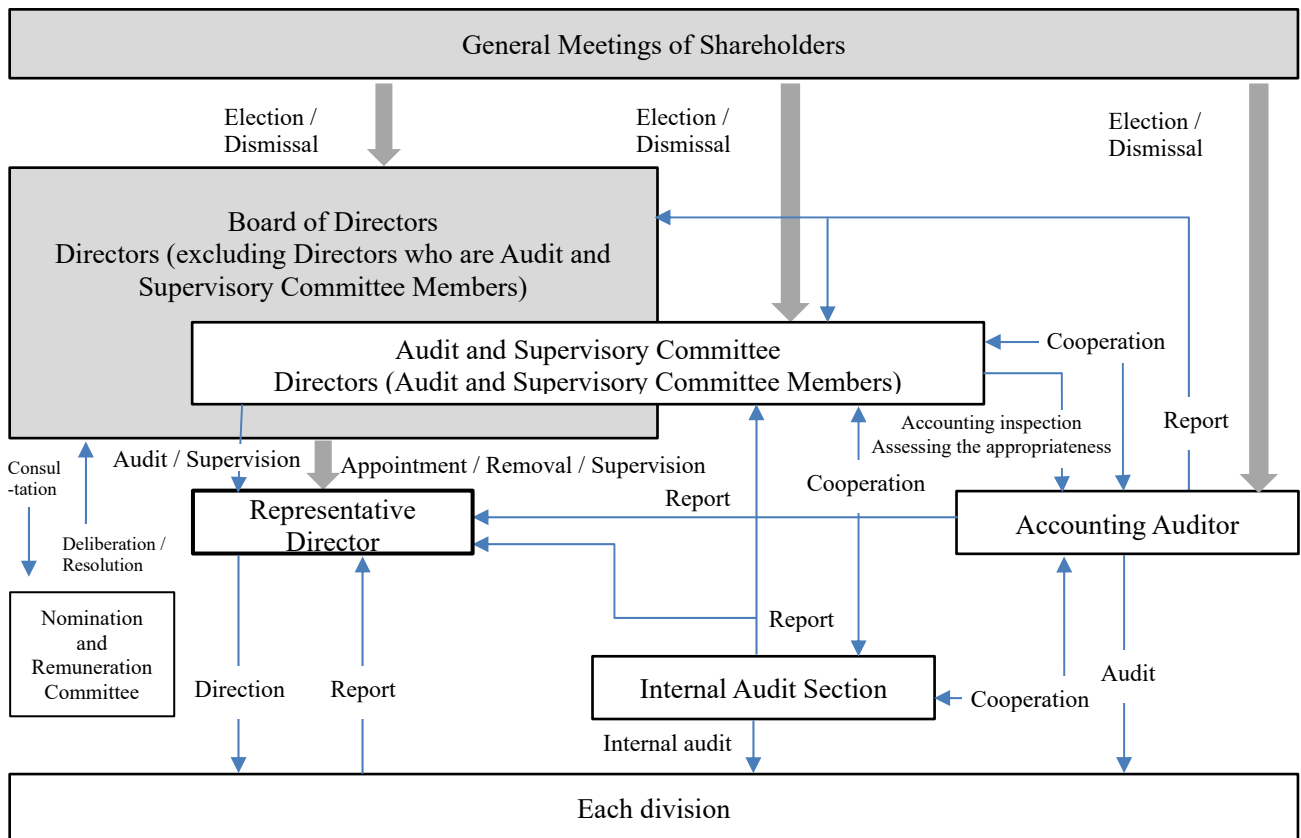 General Meetings of Shareholders
Election /
Dismissal
Election /
Dismissal
Election /
Dismissal
Board of Directors
Directors (excluding Directors who are Audit and
Supervisory Committee Members)
Audit and Supervisory Committee
Directors (Audit and Supervisory Committee Members)
Cooperation
Accounting inspection
Assessing the appropriateness
Report
Consul
-tation
Audit / Supervision
Appointment / Removal / Supervision
Cooperation
Deliberation /
Resolution
Representative
Director
Report
Accounting Auditor
Nomination
and
Remuneration
Committee
Direction
Report
Report
Internal Audit Section
Cooperation
Audit
Internal audit
Each division